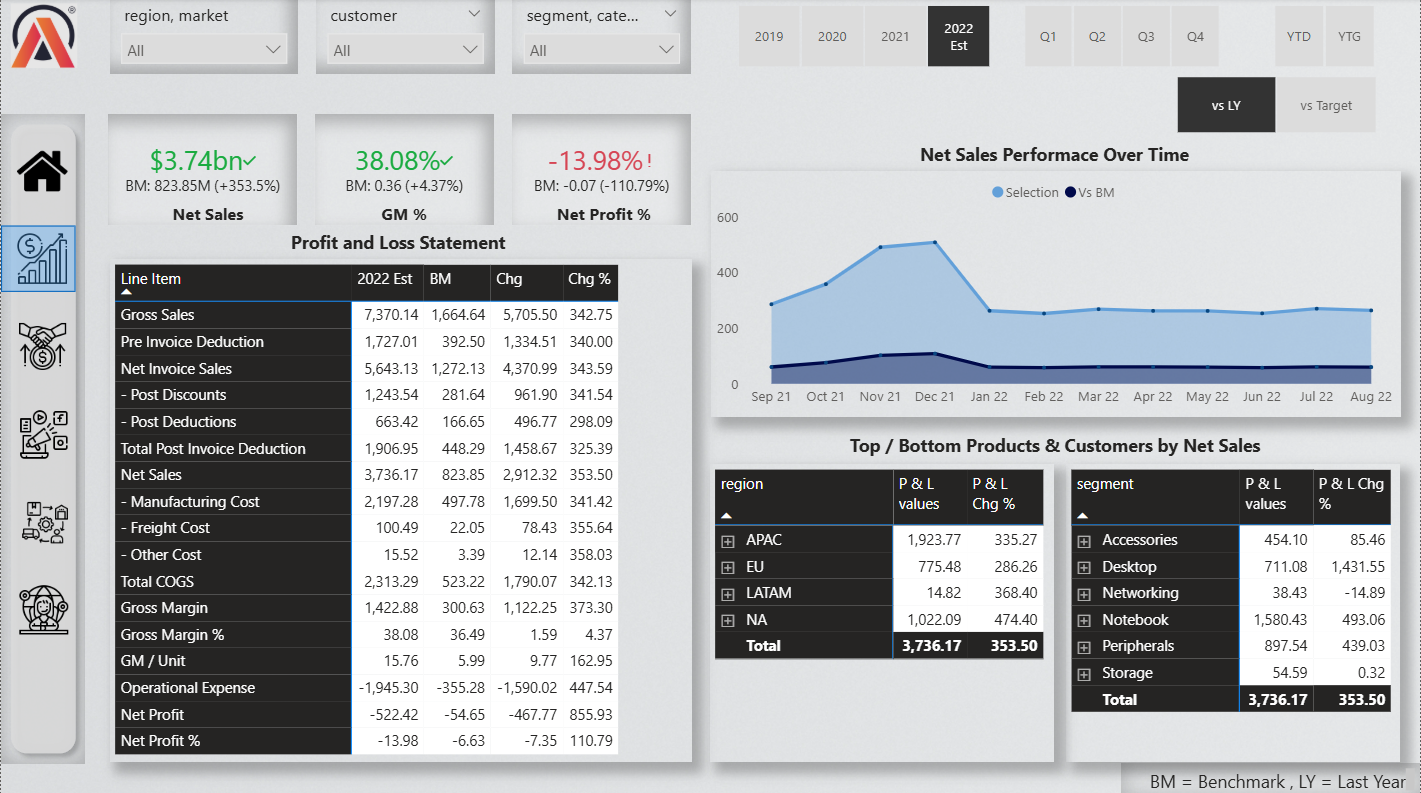 ®
region, market
All
customer
All
segment, cate...
All
2019
2020
2021
2022
Est
Q1
Q2
Q3
Q4
YTD
YTG
vs LY
vs Target
$3.74bn
BM: 823.85M (+353.5%)
Net Sales
38.08%
BM: 0.36 (+4.37%)
GM %
-13.98% !
BM: -0.07 (-110.79%)
Net Profit %
Profit and Loss Statement
Line Item 2022 Est BM Chg Chg %
Gross Sales 7,370.14 1,664.64 5,705.50 342.75
Pre Invoice Deduction 1,727.01 392.50 1,334.51 340.00
Net Invoice Sales 5,643.13 1,272.13 4,370.99 343.59
- Post Discounts 1,243.54 281.64 961.90 341.54
- Post Deductions 663.42 166.65 496.77 298.09
Total Post Invoice Deduction 1,906.95 448.29 1,458.67 325.39
Net Sales 3,736.17 823.85 2,912.32 353.50
- Manufacturing Cost 2,197.28 497.78 1,699.50 341.42
- Freight Cost 100.49 22.05 78.43 355.64
- Other Cost 15.52 3.39 12.14 358.03
Total COGS 2,313.29 523.22 1,790.07 342.13
Gross Margin 1,422.88 300.63 1,122.25 373.30
Gross Margin % 38.08 36.49 1.59 4.37
GM / Unit 15.76 5.99 9.77 162.95
Operational Expense -1,945.30 -355.28 -1,590.02 447.54
Net Profit -522.42 -54.65 -467.77 855.93
Net Profit % -13.98 -6.63 -7.35 110.79
Net Sales Performace Over Time
Selection Vs BM
600
400
200
0
Sep 21 Oct 21 Nov 21 Dec 21 Jan 22 Feb 22 Mar 22 Apr 22 May 22 Jun 22 Jul 22 Aug 22
Top / Bottom Products & Customers by Net Sales
region P & L values P & L Chg %
APAC 1,923.77 335.27
EU 775.48 286.26
LATAM 14.82 368.40
NA 1,022.09 474.40
Total 3,736.17 353.50
segment P & L values P & L Chg %
Accessories 454.10 85.46
Desktop 711.08 1,431.55
Networking 38.43 -14.89
Notebook 1,580.43 493.06
Peripherals 897.54 439.03
Storage 54.59 0.32
Total 3,736.17 353.50
BM = Benchmark , LY = Last Year